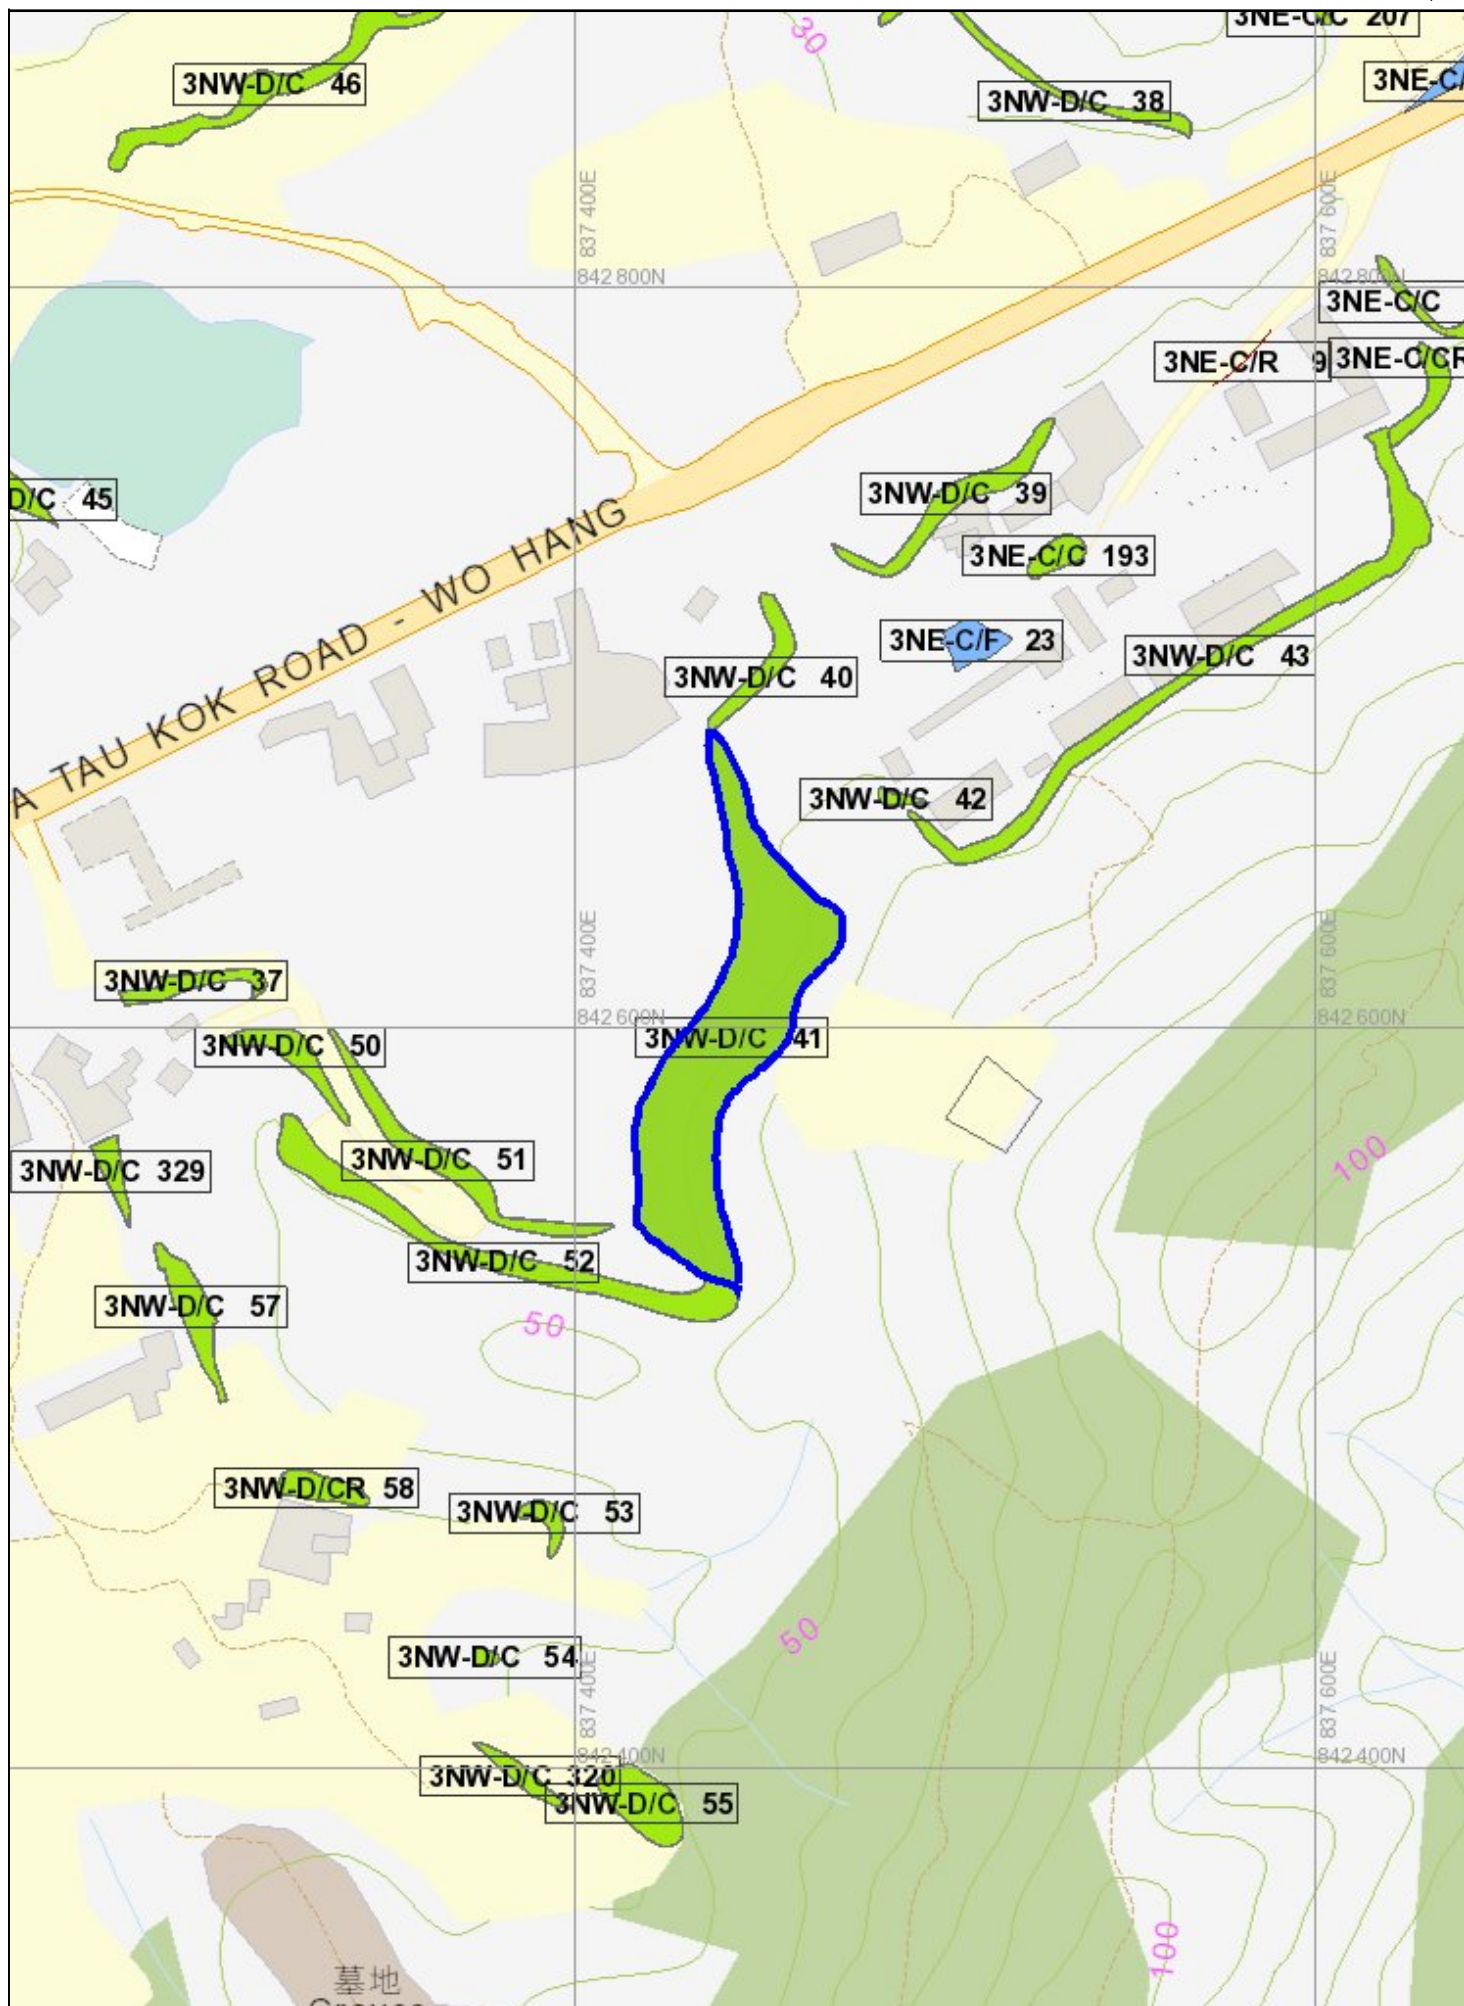 3NE-C/C 207
30
3NW-D/C 46
3NE-C/
3NW-D/C 38
837 400E
837 600E
842 800N
842 800N
3NE-C/C
3NE-C/R 9
3NE-C/CR
D/C 45
3NW-D/C 39
3NE-C/C 193
3NE-C/F 23
3NW-D/C 43
3NW-D/C 40
A TAU KOK ROAD - WO HANG
3NW-D/C 42
837 400E
837 600E
3NW-D/C 37
842 600N
842 600N
3NW-D/C 41
3NW-D/C 50
3NW-D/C 51
100
3NW-D/C 329
3NW-D/C 52
3NW-D/C 57
50
3NW-D/CR 58
3NW-D/C 53
50
3NW-D/C 54
837 400E
837 600E
842 400N
842 400N
3NW-D/C 320
3NW-D/C 55
100
墓地
Graves